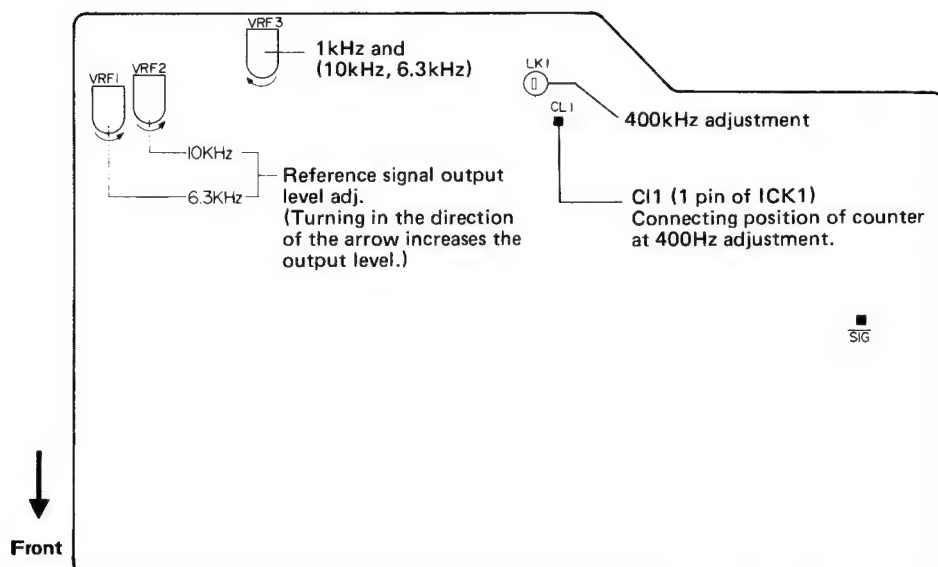 VRF3
1kHz and
(10kHz, 6.3kHz)
VRF1
VRF2
LK1
400kHz adjustment
CL1
10KHz
6.3KHz
Reference signal output
level adj.
(Turning in the direction
of the arrow increases the
output level.)
Cl1 (1 pin of ICK1)
Connecting position of counter
at 400Hz adjustment.
SIG
Front